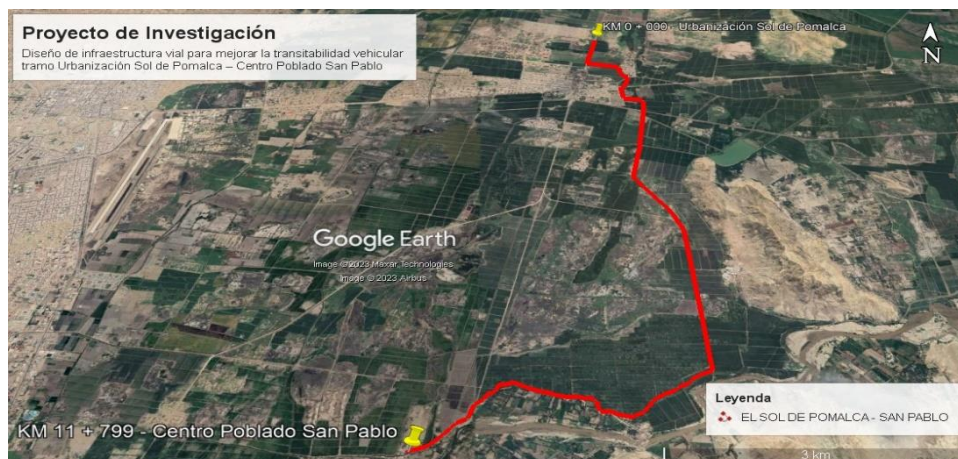 Proyecto de Investigación
Diseño de infraestructura vial para mejorar la transitabilidad vehicular
tramo Urbanización Sol de Pomalca – Centro Poblado San Pablo
KM 0 + 000 - Urbanización Sol de Pomalca
N
Google Earth
Image © 2023 Maxar Technologies
Image © 2023 Airbus
Leyenda
EL SOL DE POMALCA - SAN PABLO
KM 11 + 799 - Centro Poblado San Pablo
3 km